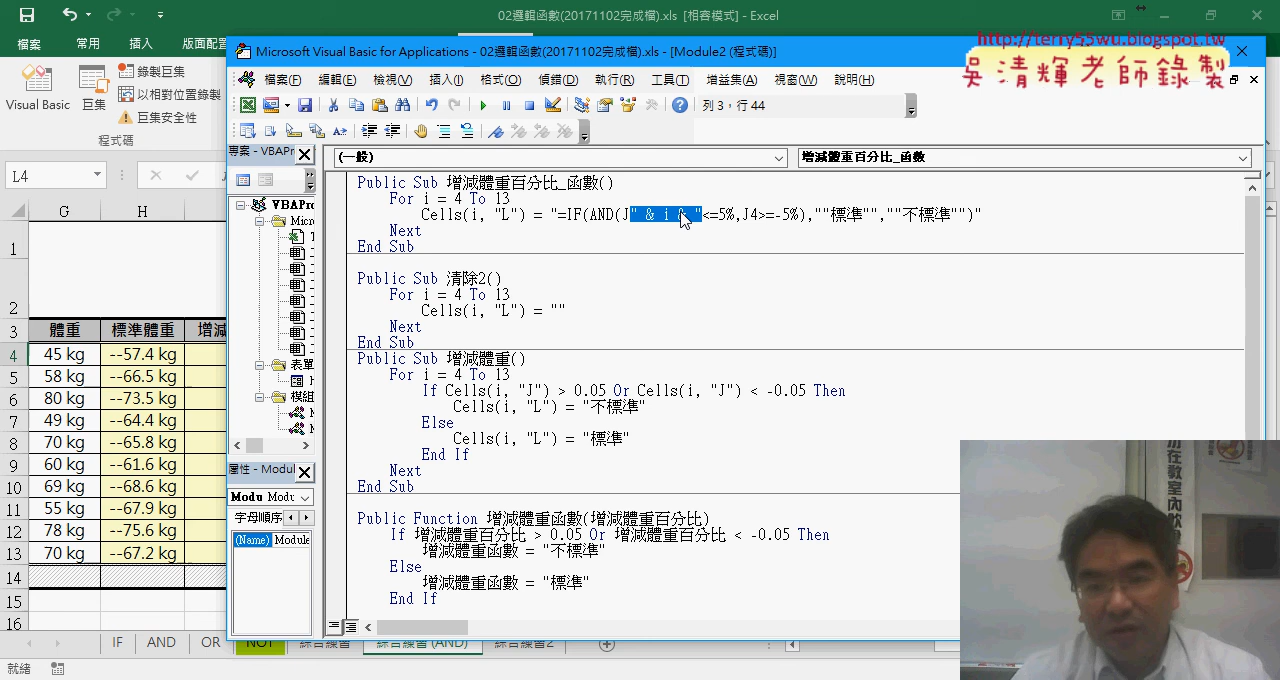 02邏輯函數(20171102完成檔).xls [相容模式] - Excel
檔案 常用 插入 版面配置
Visual Basic 巨集 錄製巨集
以相對位置錄製
巨集安全性
程式碼
L4
G H
1
2
3 體重 標準體重 增減
4 45 kg --57.4 kg
5 58 kg --66.5 kg
6 80 kg --73.5 kg
7 49 kg --64.4 kg
8 70 kg --65.8 kg
9 60 kg --61.6 kg
10 69 kg --68.6 kg
11 55 kg --67.9 kg
12 78 kg --75.6 kg
13 70 kg --67.2 kg
14
15
16
IF AND OR NOT 綜合練習 綜合練習 (AND) 綜合練習2
就緒
Microsoft Visual Basic for Applications - 02邏輯函數(20171102完成檔).xls - [Module2 (程式碼)]
http://terry55wu.blogspot.tw
吳清輝老師錄製
檔案(F) 檢視(V) 偵錯(D) 執行(R) 工具(T) 增益集(A) 視窗(W) 說明(H)
列 3，行 44
專案 - VBAPr
VBAPro
Micro
表單
模組
屬性 - Modul
Modu Modu
字母順序
(Name) Module
(一般) 增減體重百分比_函數
Public Sub 增減體重百分比_函數()
For i = 4 To 13
Cells(i, "L") = "=IF(AND(J" & i & "<=5%,J4>=-5%),""標準"",""不標準"")"
Next
End Sub
Public Sub 清除2()
For i = 4 To 13
Cells(i, "L") = ""
Next
End Sub
Public Sub 增減體重()
For i = 4 To 13
If Cells(i, "J") > 0.05 Or Cells(i, "J") < -0.05 Then
Cells(i, "L") = "不標準"
Else
Cells(i, "L") = "標準"
End If
Next
End Sub
Public Function 增減體重函數(增減體重百分比)
If 增減體重百分比 > 0.05 Or 增減體重百分比 < -0.05 Then
增減體重函數 = "不標準"
Else
增減體重函數 = "標準"
End If